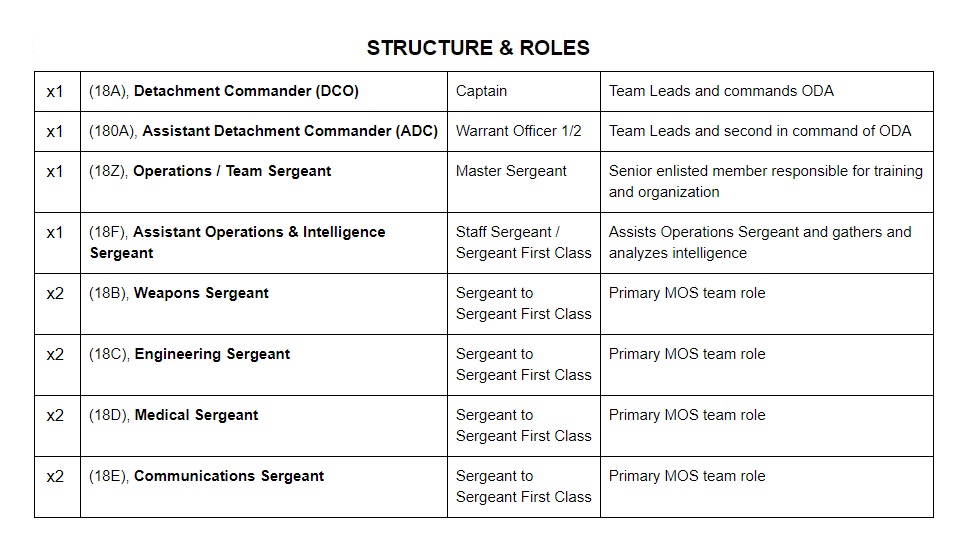 STRUCTURE & ROLES
x1 (18A), Detachment Commander (DCO) Captain Team Leads and commands ODA
x1 (180A), Assistant Detachment Commander (ADC) Warrant Officer 1/2 Team Leads and second in command of ODA
x1 (18Z), Operations / Team Sergeant Master Sergeant Senior enlisted member responsible for training
and organization
x1 (18F), Assistant Operations & Intelligence Staff Sergeant / Assists Operations Sergeant and gathers and
Sergeant Sergeant First Class analyzes intelligence
x2 (18B), Weapons Sergeant Sergeant to Primary MOS team role
Sergeant First Class
x2 (18C), Engineering Sergeant Sergeant to Primary MOS team role
Sergeant First Class
x2 (18D), Medical Sergeant Sergeant to Primary MOS team role
Sergeant First Class
x2 (18E), Communications Sergeant Sergeant to Primary MOS team role
Sergeant First Class